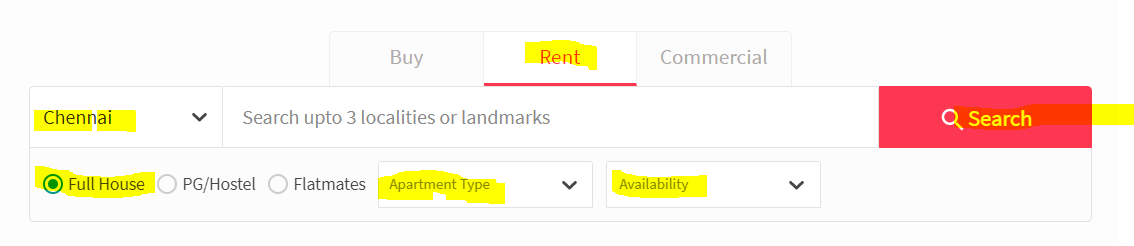 Buy Rent Commercial
Chennai Search upto 3 localities or landmarks Search
Full House PG/Hostel Flatmates Apartment Type Availability